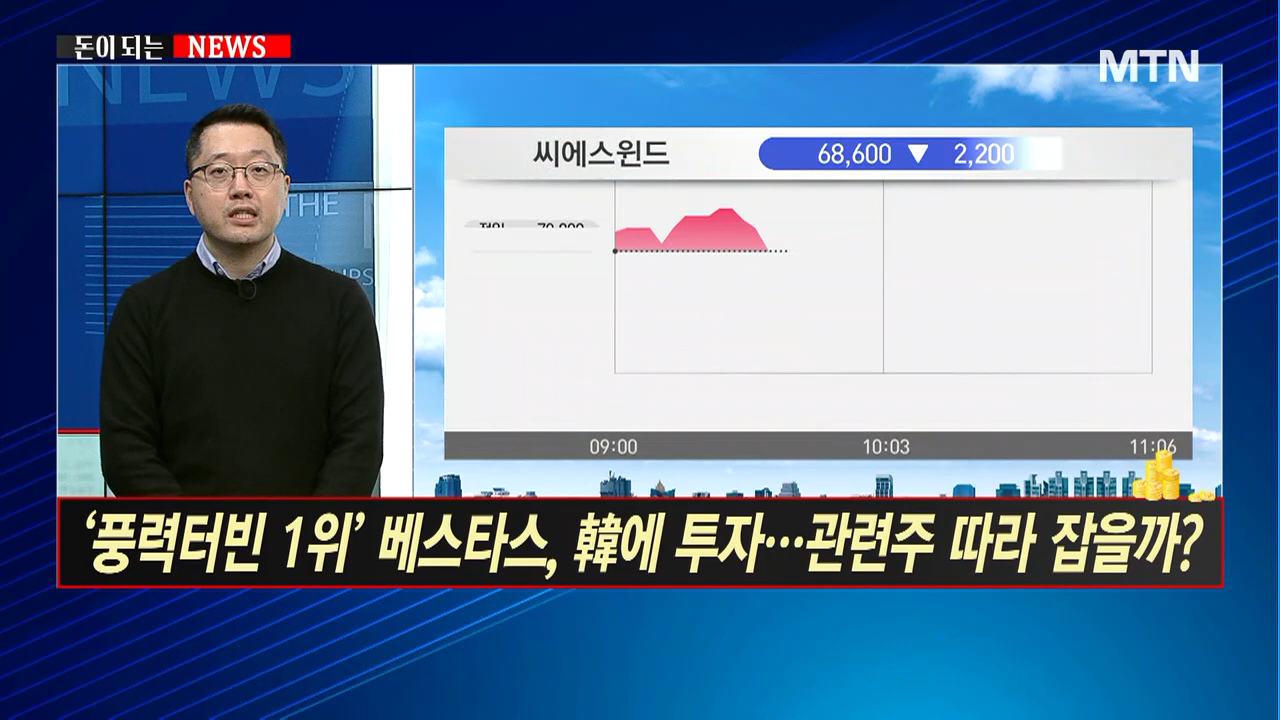 돈이 되는 NEWS
MTN
NEWS
THE
씨에스윈드 68,600 ▼ 2,200
09:00 10:03 11:06
‘풍력터빈 1위’ 베스타스, 韓에 투자…관련주 따라 잡을까?